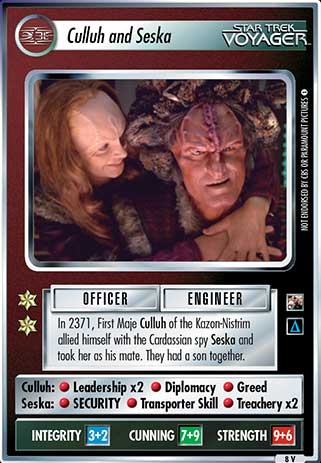 Culluh and Seska
STAR TREK
VOYAGER
NOT ENDORSED BY CBS OR PARAMOUNT PICTURES
OFFICER
ENGINEER
In 2371, First Maje Culluh of the Kazon-Nistrim
allied himself with the Cardassian spy Seska and
took her as his mate. They had a son together.
Culluh: Leadership x2 Diplomacy Greed
Seska: SECURITY Transporter Skill Treachery x2
INTEGRITY 3+2 CUNNING 7+9 STRENGTH 9+6
8 V